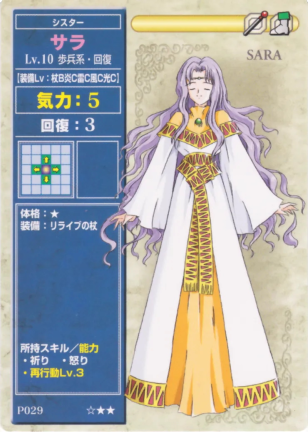 シスター
サラ
Lv.10 歩兵系・回復
[装備Lv:杖B炎C雷C風C光C]
気力:5
回復:3
SARA
体格:★
装備:リライブの杖
所持スキル/能力
・祈り ・怒り
・再行動Lv.3
P029 ☆★★